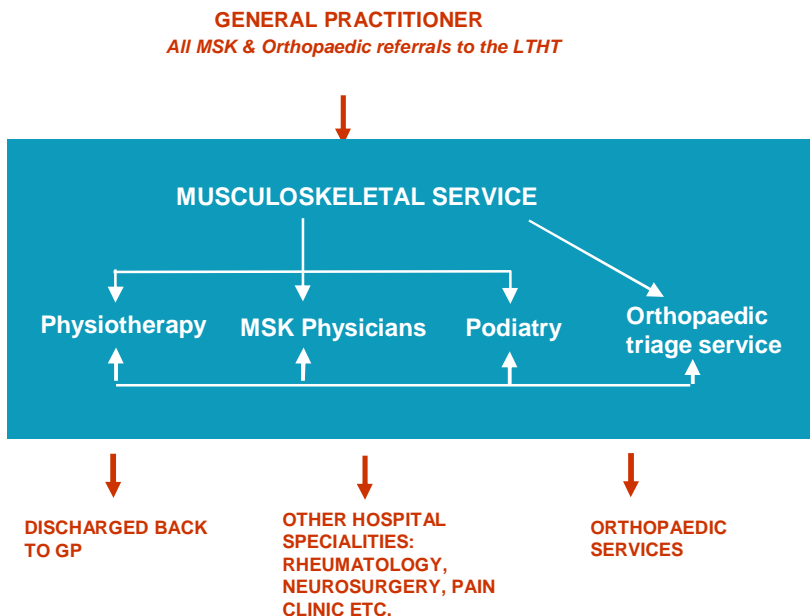 GENERAL PRACTITIONER
All MSK & Orthopaedic referrals to the LTHT
MUSCULOSKELETAL SERVICE
Physiotherapy
MSK Physicians
Podiatry
Orthopaedic
triage service
DISCHARGED BACK
TO GP
OTHER HOSPITAL
SPECIALITIES:
RHEUMATOLOGY,
NEUROSURGERY, PAIN
CLINIC ETC.
ORTHOPAEDIC
SERVICES